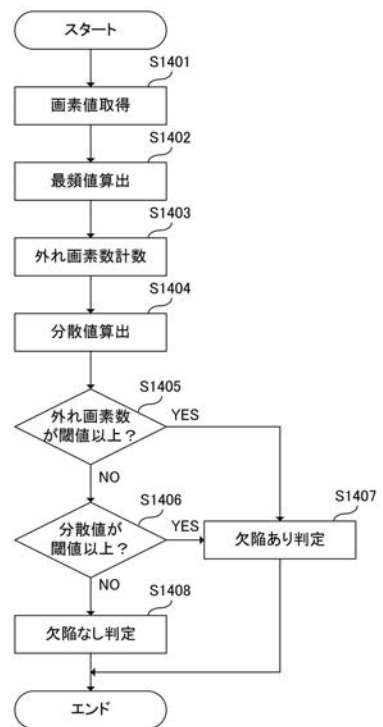 スタート
S1401
画素値取得
S1402
最頻値算出
S1403
外れ画素数計数
S1404
分散値算出
S1405
外れ画素数
が閾値以上?
YES
NO
S1406
分散値が
閾値以上?
YES
S1407
欠陥あり判定
NO
S1408
欠陥なし判定
エンド